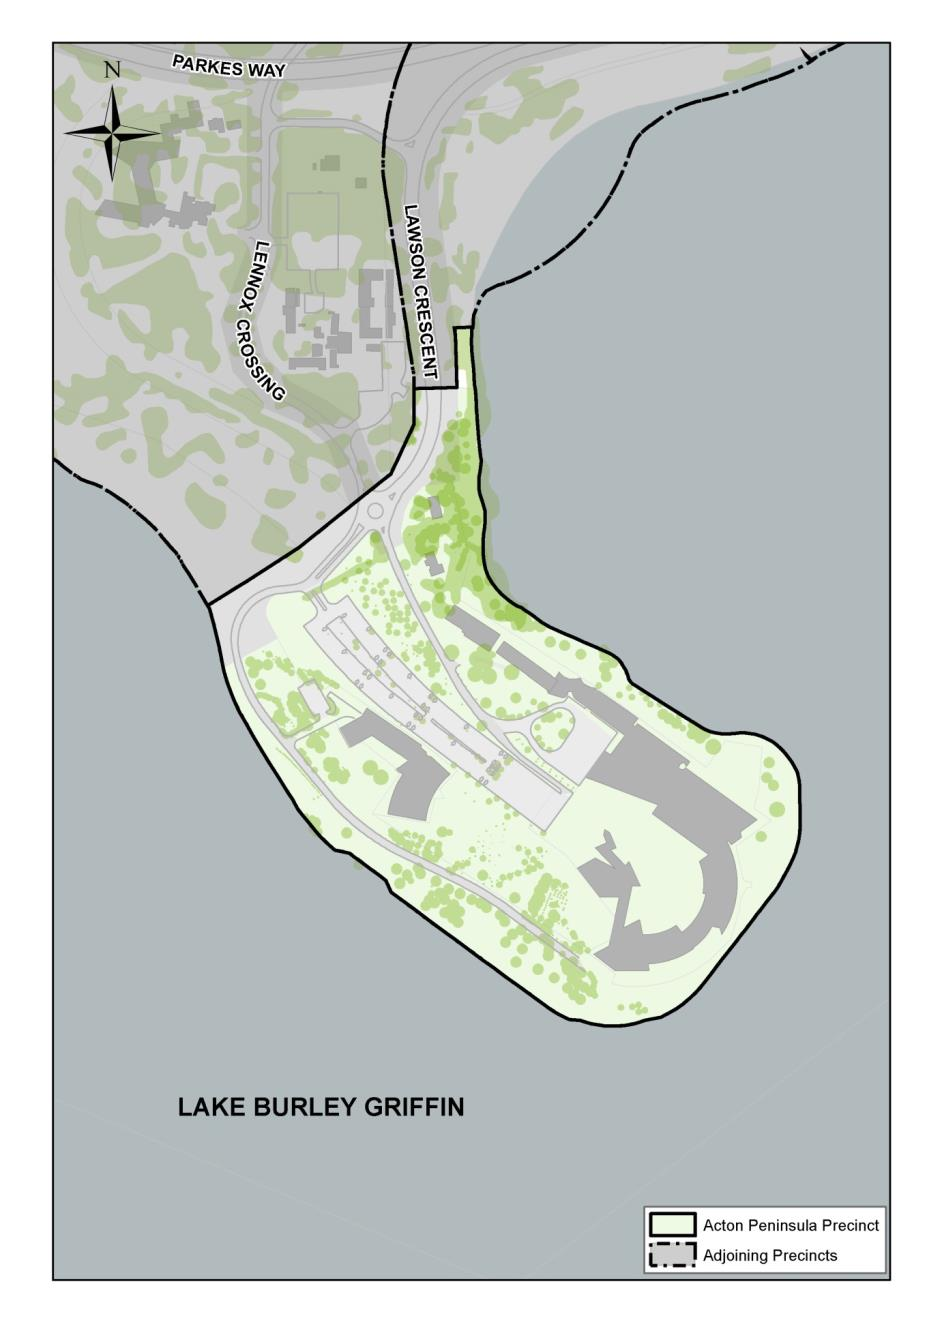 PARKES WAY
N
LAWSON CRESCENT
LENNOX CROSSING
LAKE BURLEY GRIFFIN
Acton Peninsula Precinct
Adjoining Precincts